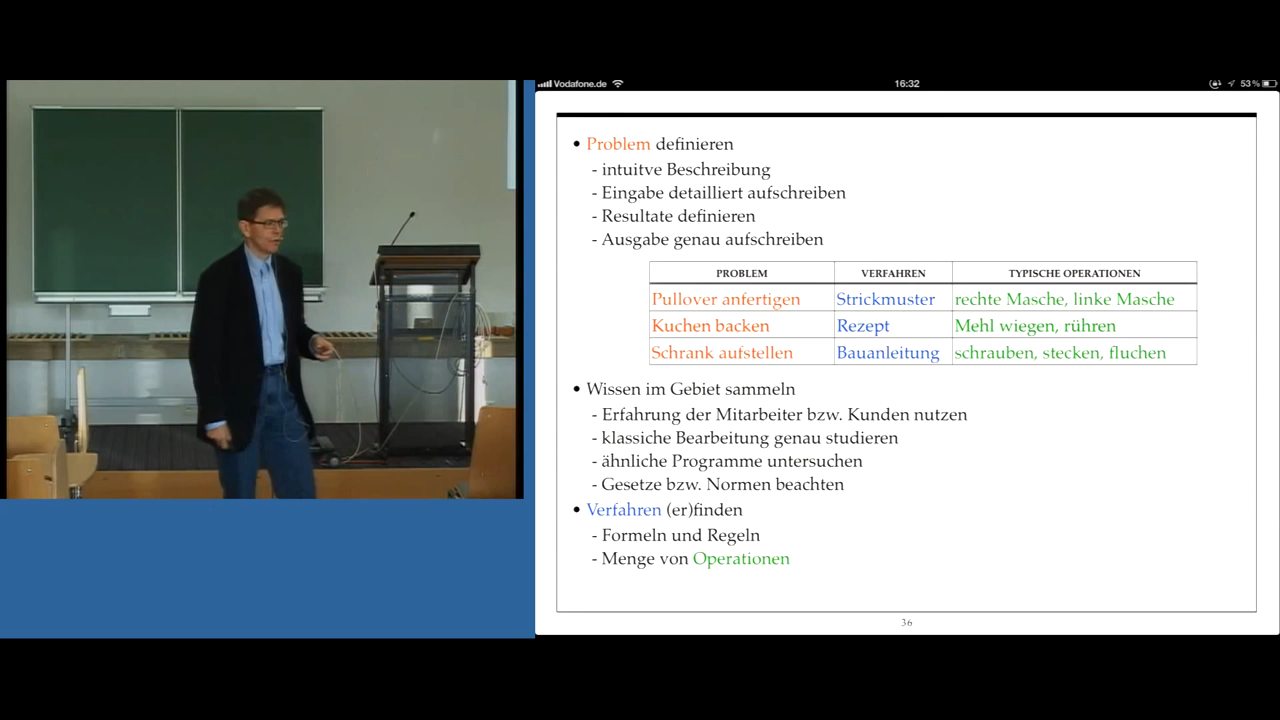 Vodafone.de 16:32 53%
• Problem definieren
- intuitve Beschreibung
- Eingabe detailliert aufschreiben
- Resultate definieren
- Ausgabe genau aufschreiben
PROBLEM VERFAHREN TYPISCHE OPERATIONEN
Pullover anfertigen Strickmuster rechte Masche, linke Masche
Kuchen backen Rezept Mehl wiegen, rühren
Schrank aufstellen Bauanleitung schrauben, stecken, fluchen
• Wissen im Gebiet sammeln
- Erfahrung der Mitarbeiter bzw. Kunden nutzen
- klassiche Bearbeitung genau studieren
- ähnliche Programme untersuchen
- Gesetze bzw. Normen beachten
• Verfahren (er)finden
- Formeln und Regeln
- Menge von Operationen
36